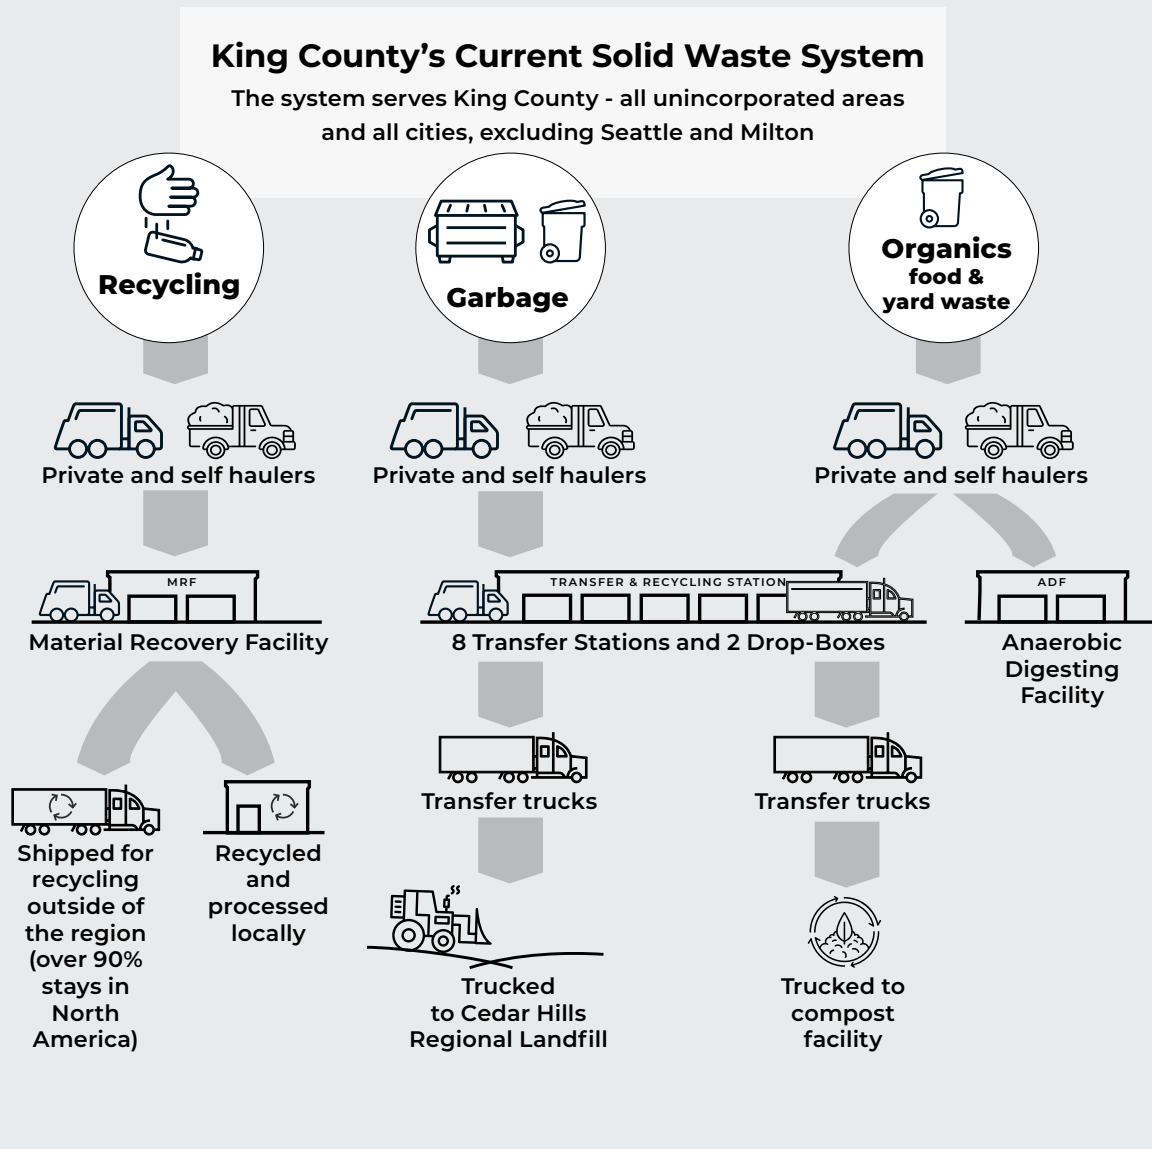 King County’s Current Solid Waste System
The system serves King County - all unincorporated areas
and all cities, excluding Seattle and Milton
Recycling
Garbage
Organics
food &
yard waste
Private and self haulers
Private and self haulers
Private and self haulers
MRF
Material Recovery Facility
TRANSFER & RECYCLING STATION
8 Transfer Stations and 2 Drop-Boxes
ADF
Anaerobic
Digesting
Facility
Transfer trucks
Transfer trucks
Shipped for
recycling
outside of
the region
(over 90%
stays in
North
America)
Recycled
and
processed
locally
Trucked
to Cedar Hills
Regional Landfill
Trucked to
compost
facility